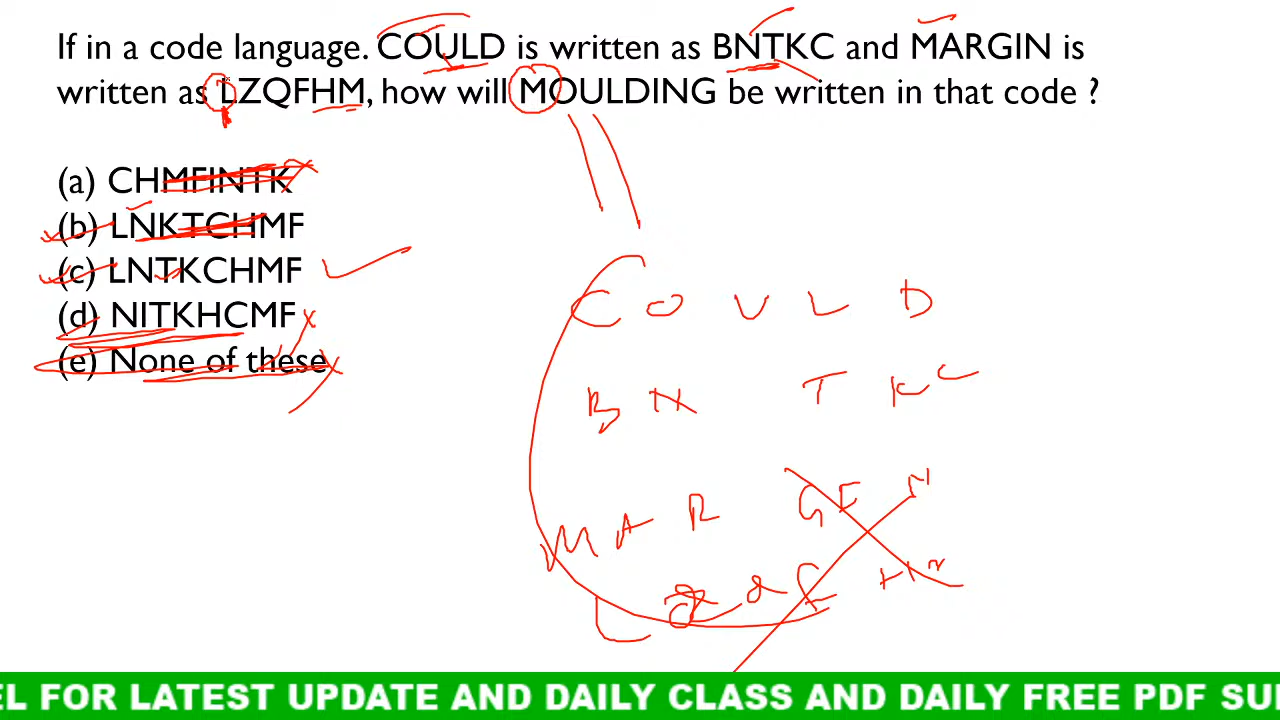 If in a code language. COULD is written as BNTKC and MARGIN is
written as LZQFHM, how will MOULDING be written in that code ?
(a) CHMFINTK
(b) LNKTCHMF
(c) LNTKCHMF
(d) NITKHCMF
(e) None of these
C O U L D
B N T K C
M A R G I N
EL FOR LATEST UPDATE AND DAILY CLASS AND DAILY FREE PDF SU